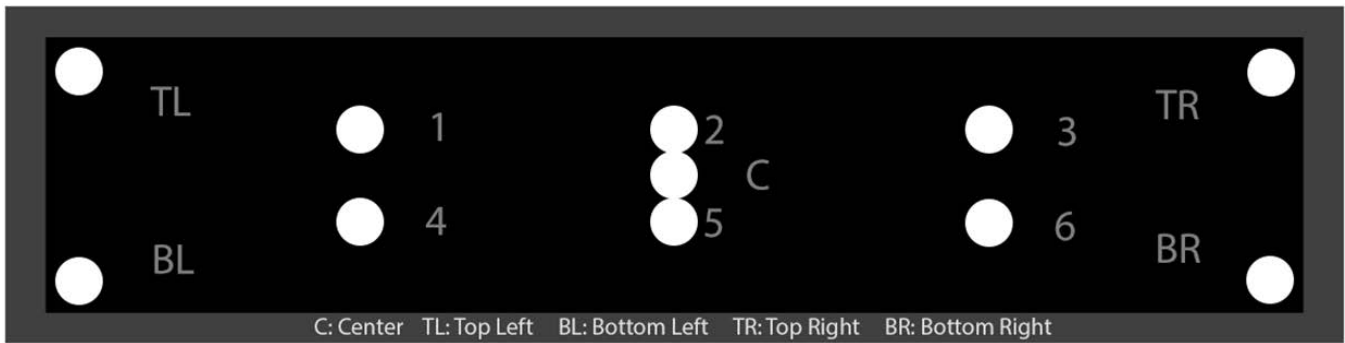 TL
TR
1
2
3
C
4
5
6
BL
BR
C: Center TL: Top Left BL: Bottom Left TR: Top Right BR: Bottom Right